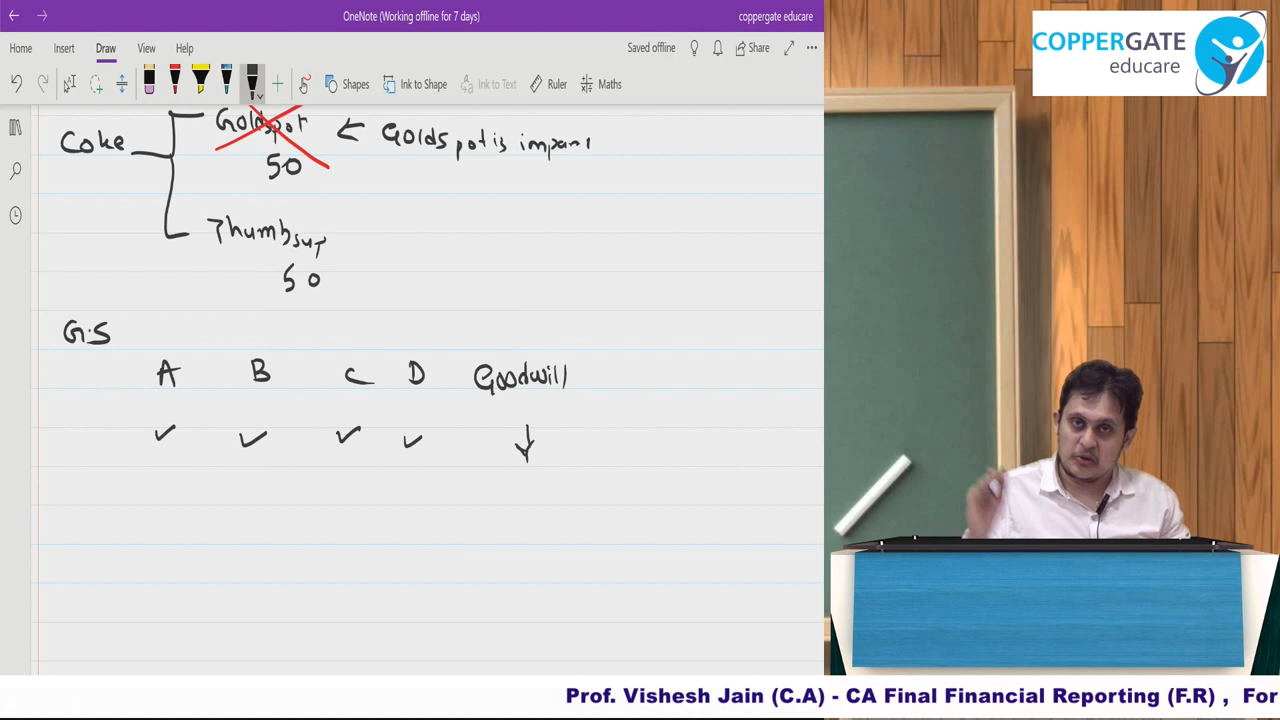 OneNote (Working offline for 7 days)
coppergate educare
Home Insert Draw View Help
Saved offline Share
Shapes Ink to Shape Ink to Text Ruler Maths
COPPERGATE
educare
Coke Goldspot Goldspot is impair
50
Thumbsup
50
G.S
A B C D Goodwill
Prof. Vishesh Jain (C.A) - CA Final Financial Reporting (F.R) , For